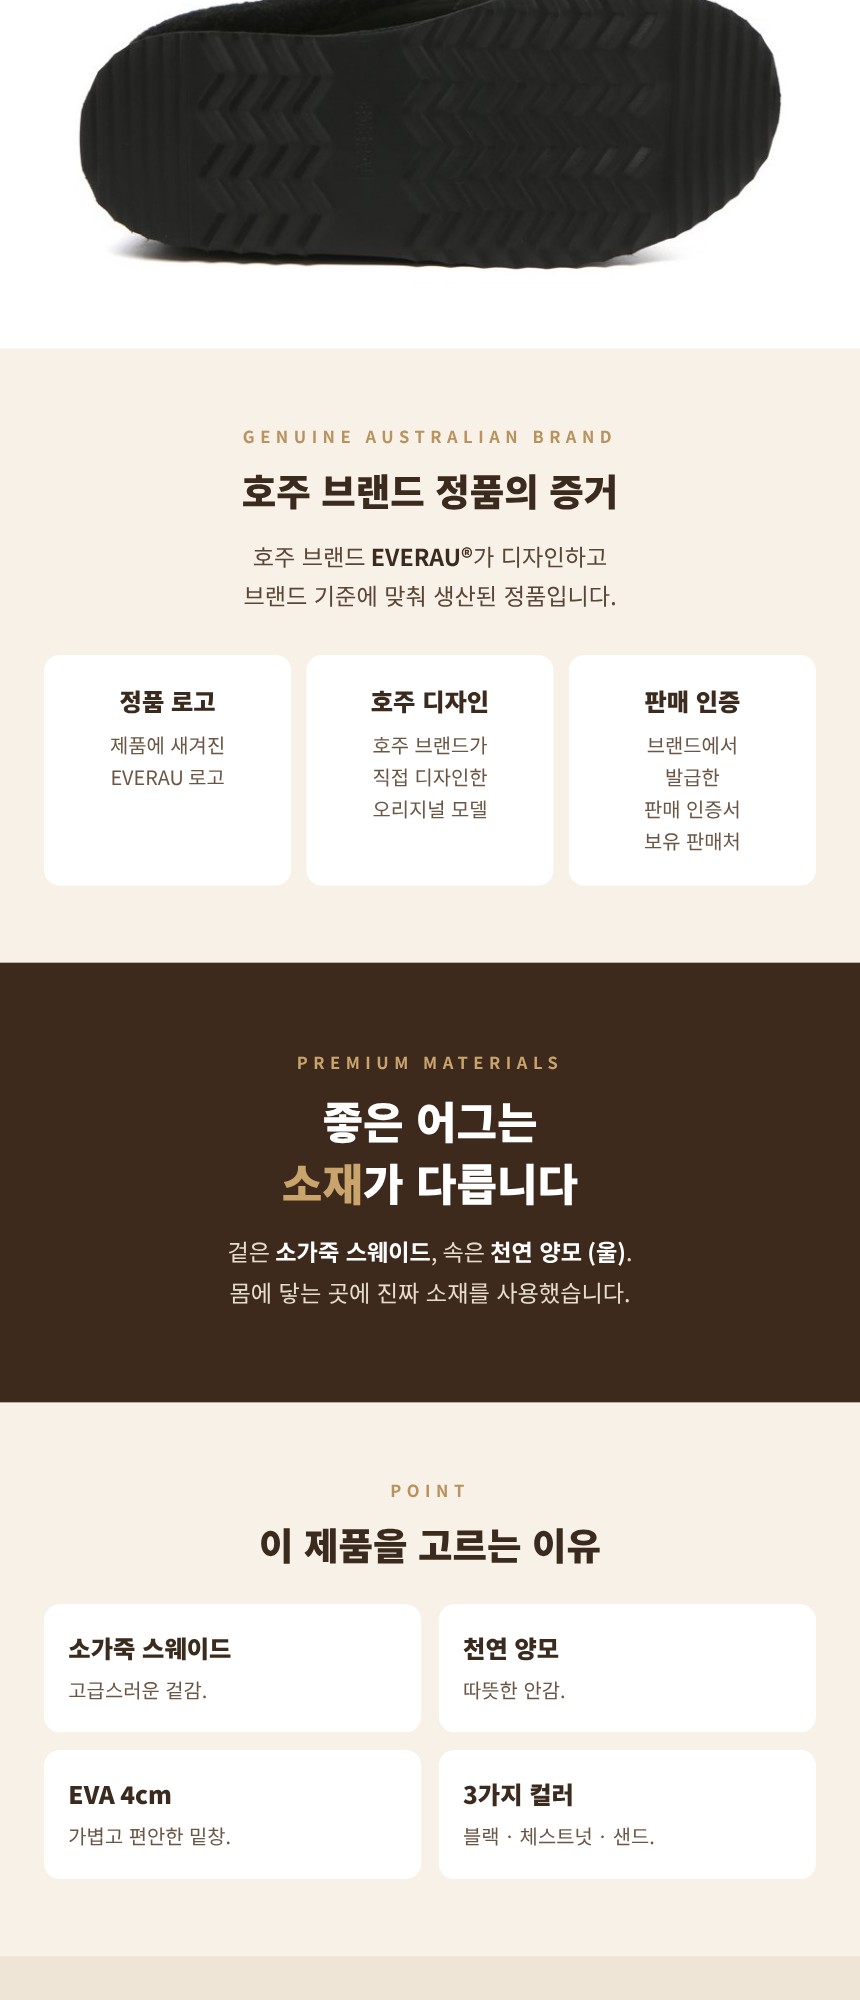 GENUINE AUSTRALIAN BRAND
호주 브랜드 정품의 증거
호주 브랜드 EVERAU®가 디자인하고
브랜드 기준에 맞춰 생산된 정품입니다.
정품 로고
제품에 새겨진
EVERAU 로고
호주 디자인
호주 브랜드가
직접 디자인한
오리지널 모델
판매 인증
브랜드에서
발급한
판매 인증서
보유 판매처
PREMIUM MATERIALS
좋은 어그는
소재가 다릅니다
겉은 소가죽 스웨이드, 속은 천연 양모 (울).
몸에 닿는 곳에 진짜 소재를 사용했습니다.
POINT
이 제품을 고르는 이유
소가죽 스웨이드
고급스러운 겉감.
천연 양모
따뜻한 안감.
EVA 4cm
가볍고 편안한 밑창.
3가지 컬러
블랙 · 체스트넛 · 샌드.